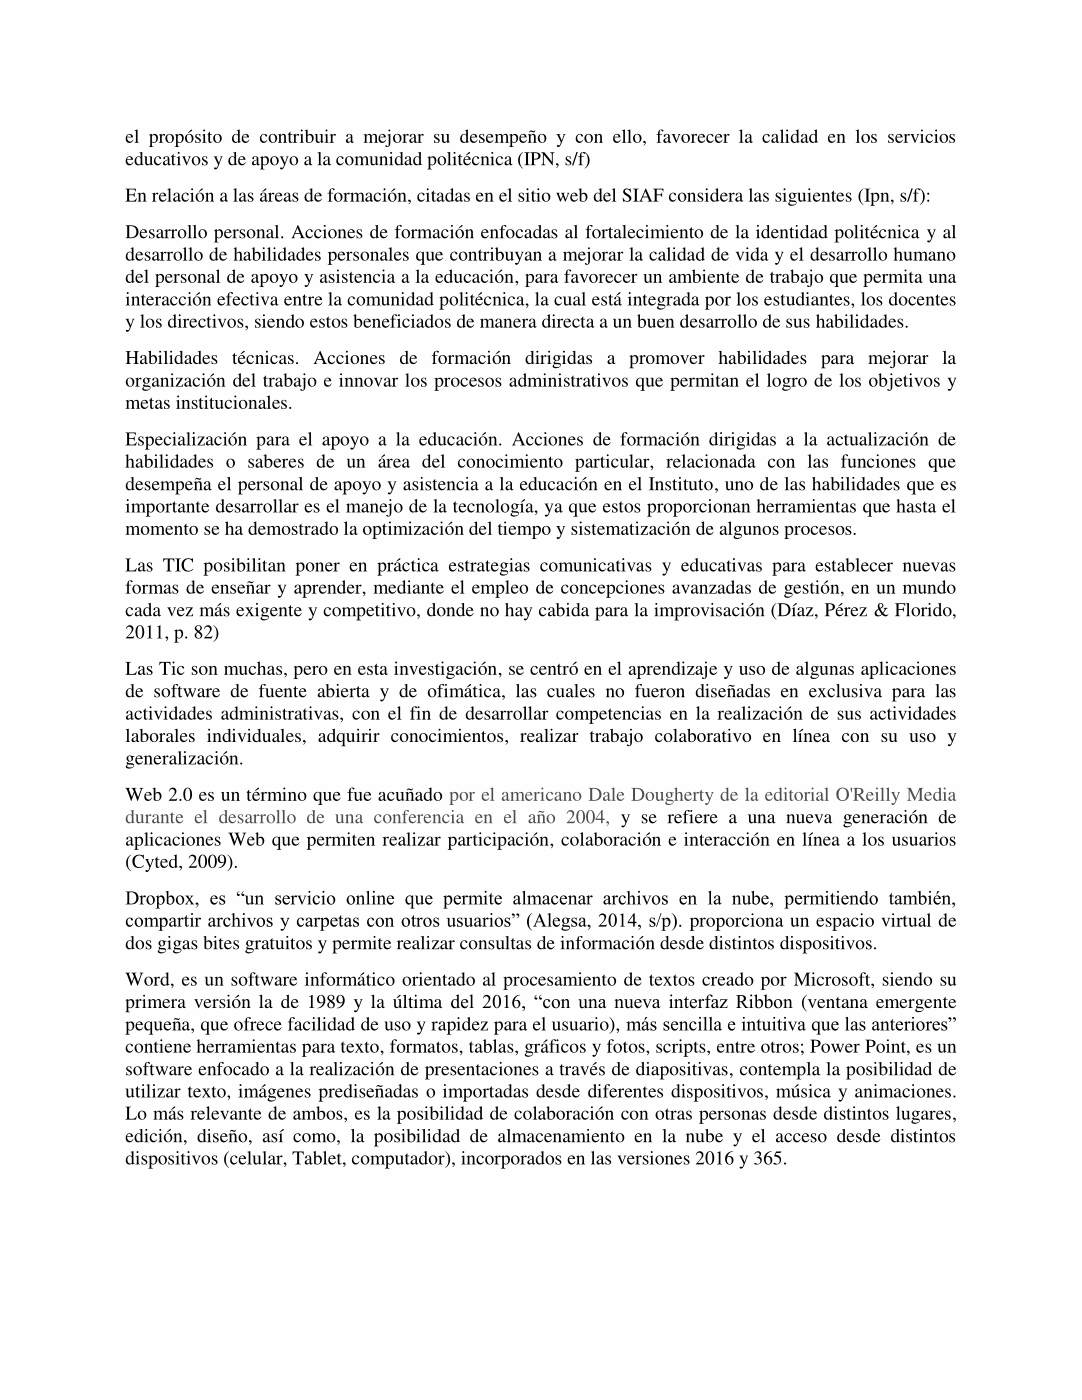 el propósito de contribuir a mejorar su desempeño y con ello, favorecer la calidad en los servicios
educativos y de apoyo a la comunidad politécnica (IPN, s/f)
En relación a las áreas de formación, citadas en el sitio web del SIAF considera las siguientes (Ipn, s/f):
Desarrollo personal. Acciones de formación enfocadas al fortalecimiento de la identidad politécnica y al
desarrollo de habilidades personales que contribuyan a mejorar la calidad de vida y el desarrollo humano
del personal de apoyo y asistencia a la educación, para favorecer un ambiente de trabajo que permita una
interacción efectiva entre la comunidad politécnica, la cual está integrada por los estudiantes, los docentes
y los directivos, siendo estos beneficiados de manera directa a un buen desarrollo de sus habilidades.
Habilidades técnicas. Acciones de formación dirigidas a promover habilidades para mejorar la
organización del trabajo e innovar los procesos administrativos que permitan el logro de los objetivos y
metas institucionales.
Especialización para el apoyo a la educación. Acciones de formación dirigidas a la actualización de
habilidades o saberes de un área del conocimiento particular, relacionada con las funciones que
desempeña el personal de apoyo y asistencia a la educación en el Instituto, uno de las habilidades que es
importante desarrollar es el manejo de la tecnología, ya que estos proporcionan herramientas que hasta el
momento se ha demostrado la optimización del tiempo y sistematización de algunos procesos.
Las TIC posibilitan poner en práctica estrategias comunicativas y educativas para establecer nuevas
formas de enseñar y aprender, mediante el empleo de concepciones avanzadas de gestión, en un mundo
cada vez más exigente y competitivo, donde no hay cabida para la improvisación (Díaz, Pérez & Florido,
2011, p. 82)
Las Tic son muchas, pero en esta investigación, se centró en el aprendizaje y uso de algunas aplicaciones
de software de fuente abierta y de ofimática, las cuales no fueron diseñadas en exclusiva para las
actividades administrativas, con el fin de desarrollar competencias en la realización de sus actividades
laborales individuales, adquirir conocimientos, realizar trabajo colaborativo en línea con su uso y
generalización.
Web 2.0 es un término que fue acuñado por el americano Dale Dougherty de la editorial O'Reilly Media
durante el desarrollo de una conferencia en el año 2004, y se refiere a una nueva generación de
aplicaciones Web que permiten realizar participación, colaboración e interacción en línea a los usuarios
(Cyted, 2009).
Dropbox, es “un servicio online que permite almacenar archivos en la nube, permitiendo también,
compartir archivos y carpetas con otros usuarios” (Alegsa, 2014, s/p). proporciona un espacio virtual de
dos gigas bites gratuitos y permite realizar consultas de información desde distintos dispositivos.
Word, es un software informático orientado al procesamiento de textos creado por Microsoft, siendo su
primera versión la de 1989 y la última del 2016, “con una nueva interfaz Ribbon (ventana emergente
pequeña, que ofrece facilidad de uso y rapidez para el usuario), más sencilla e intuitiva que las anteriores”
contiene herramientas para texto, formatos, tablas, gráficos y fotos, scripts, entre otros; Power Point, es un
software enfocado a la realización de presentaciones a través de diapositivas, contempla la posibilidad de
utilizar texto, imágenes prediseñadas o importadas desde diferentes dispositivos, música y animaciones.
Lo más relevante de ambos, es la posibilidad de colaboración con otras personas desde distintos lugares,
edición, diseño, así como, la posibilidad de almacenamiento en la nube y el acceso desde distintos
dispositivos (celular, Tablet, computador), incorporados en las versiones 2016 y 365.